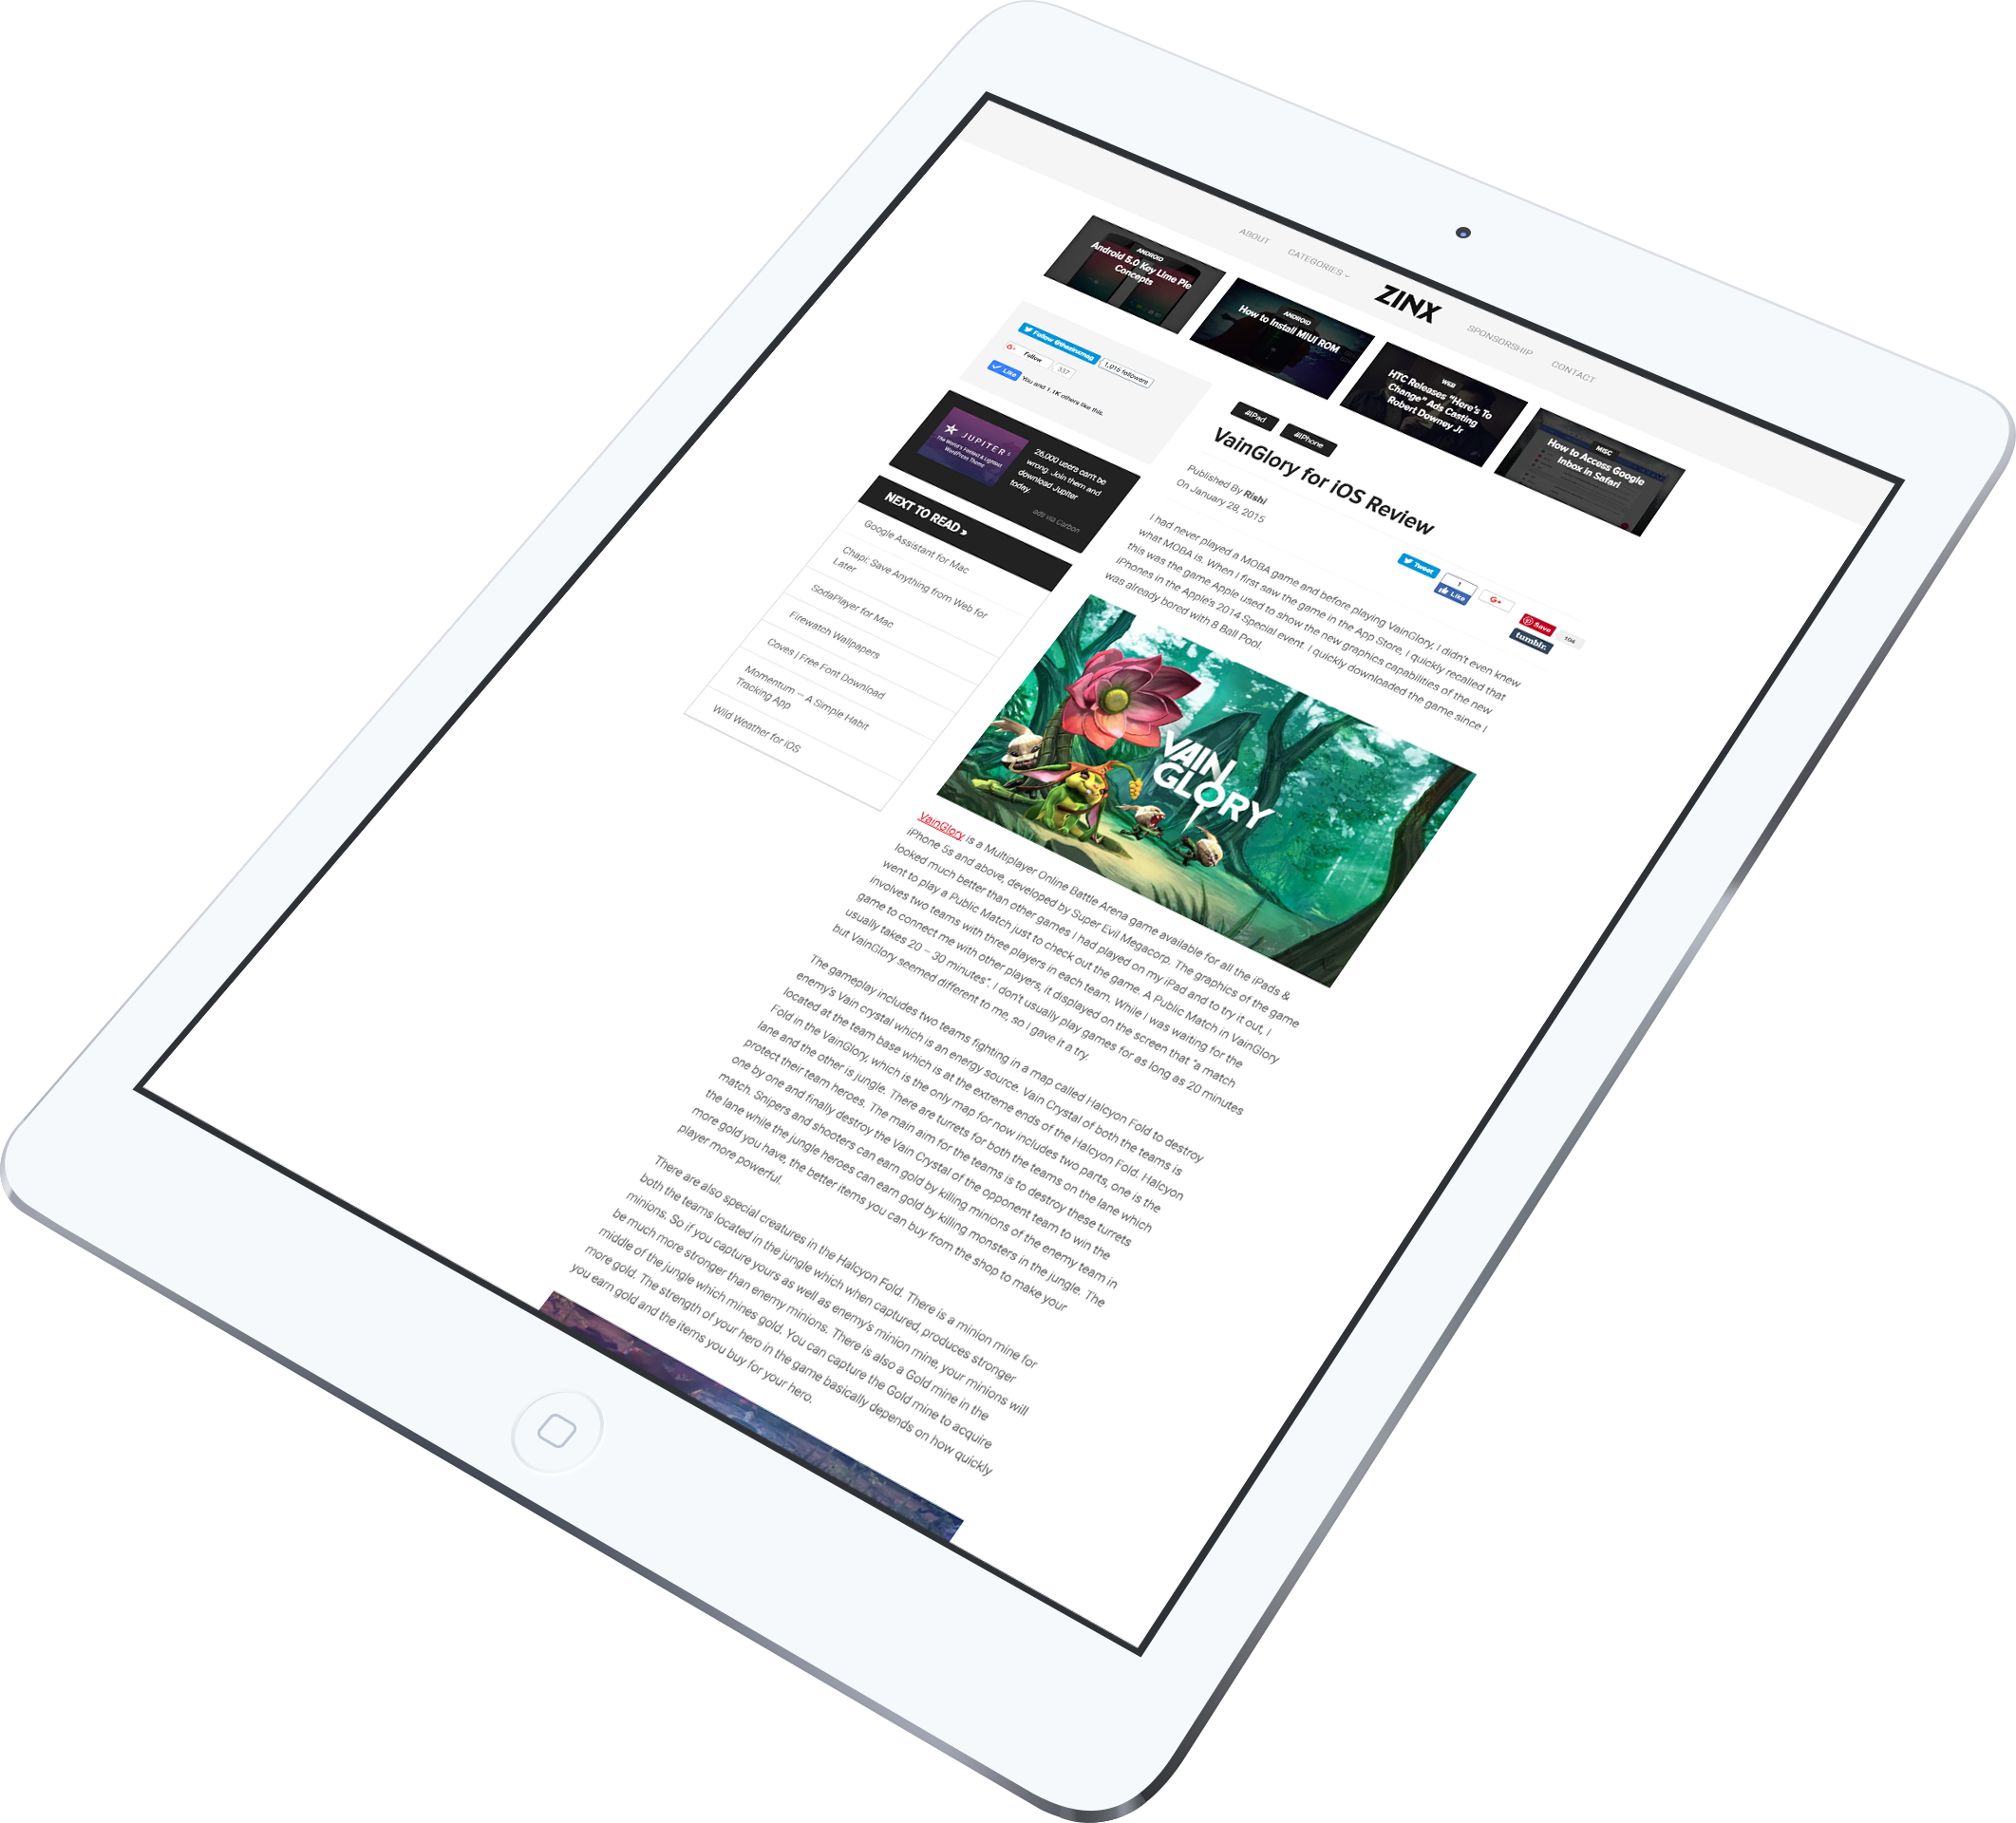 ABOUT
CATEGORIES
ZINX
SPONSORSHIP
CONTACT
ANDROID
Android 5.0 Key Lime Pie
Concepts
ANDROID
How to Install MIUI ROM
WEB
HTC Releases "Here's To
Change" Ads Casting
Robert Downey Jr
MISC
How to Access Google
Inbox in Safari
Follow @thezinxmag
1,015 followers
G+ Follow
337
Like
You and 1.1K others like this.
JUPITER
The World's Fastest & Lightest
WordPress Theme
26,000 users can't be
wrong. Join them and
download Jupiter
today.
ads via Carbon
NEXT TO READ »
Google Assistant for Mac
Chapi: Save Anything from Web for
Later
SodaPlayer for Mac
Firewatch Wallpapers
Coves | Free Font Download
Momentum — A Simple Habit
Tracking App
Wild Weather for iOS
#iPad
#iPhone
VainGlory for iOS Review
Published By Rishi
On January 28, 2015
Tweet
1
Like
G+
Save
104
tumblr.
I had never played a MOBA game and before playing VainGlory, I didn't even knew
what MOBA is. When I first saw the game in the App Store, I quickly recalled that
this was the game Apple used to show the new graphics capabilities of the new
iPhones in the Apple's 2014 Special event. I quickly downloaded the game since I
was already bored with 8 Ball Pool.
VAIN
GLORY
VainGlory is a Multiplayer Online Battle Arena game available for all the iPads &
iPhone 5s and above, developed by Super Evil Megacorp. The graphics of the game
looked much better than other games I had played on my iPad and to try it out, I
went to play a Public Match just to check out the game. A Public Match in VainGlory
involves two teams with three players in each team. While I was waiting for the
game to connect me with other players, it displayed on the screen that "a match
usually takes 20 – 30 minutes". I don't usually play games for as long as 20 minutes
but VainGlory seemed different to me, so I gave it a try.
The gameplay includes two teams fighting in a map called Halcyon Fold to destroy
enemy's Vain crystal which is an energy source. Vain Crystal of both the teams is
located at the team base which is at the extreme ends of the Halcyon Fold. Halcyon
Fold in the VainGlory, which is the only map for now includes two parts, one is the
lane and the other is jungle. There are turrets for both the teams on the lane which
protect their team heroes. The main aim for the teams is to destroy these turrets
one by one and finally destroy the Vain Crystal of the opponent team to win the
match. Snipers and shooters can earn gold by killing minions of the enemy team in
the lane while the jungle heroes can earn gold by killing monsters in the jungle. The
more gold you have, the better items you can buy from the shop to make your
player more powerful.
There are also special creatures in the Halcyon Fold. There is a minion mine for
both the teams located in the jungle which when captured, produces stronger
minions. So if you capture yours as well as enemy's minion mine, your minions will
be much more stronger than enemy minions. There is also a Gold mine in the
middle of the jungle which mines gold. You can capture the Gold mine to acquire
more gold. The strength of your hero in the game basically depends on how quickly
you earn gold and the items you buy for your hero.